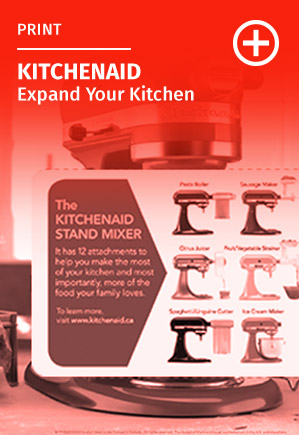 PRINT
KITCHENAID
Expand Your Kitchen
The
KITCHENAID
STAND MIXER
It has 12 attachments to
help you make the most
of your kitchen and most
importantly, more of the
food your family loves.
To learn more,
visit www.kitchenaid.ca
Pasta Roller
Sausage Maker
Citrus Juicer
Fruit/Vegetable Strainer
Spaghetti/Linguine Cutter
Ice Cream Maker